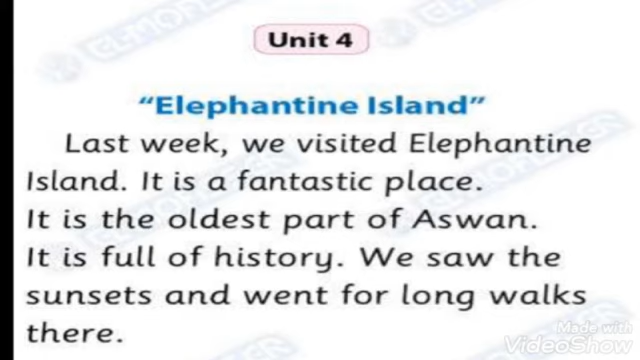 Unit 4
“Elephantine Island”
Last week, we visited Elephantine
Island. It is a fantastic place.
It is the oldest part of Aswan.
It is full of history. We saw the
sunsets and went for long walks
there.
Made with
VideoShow